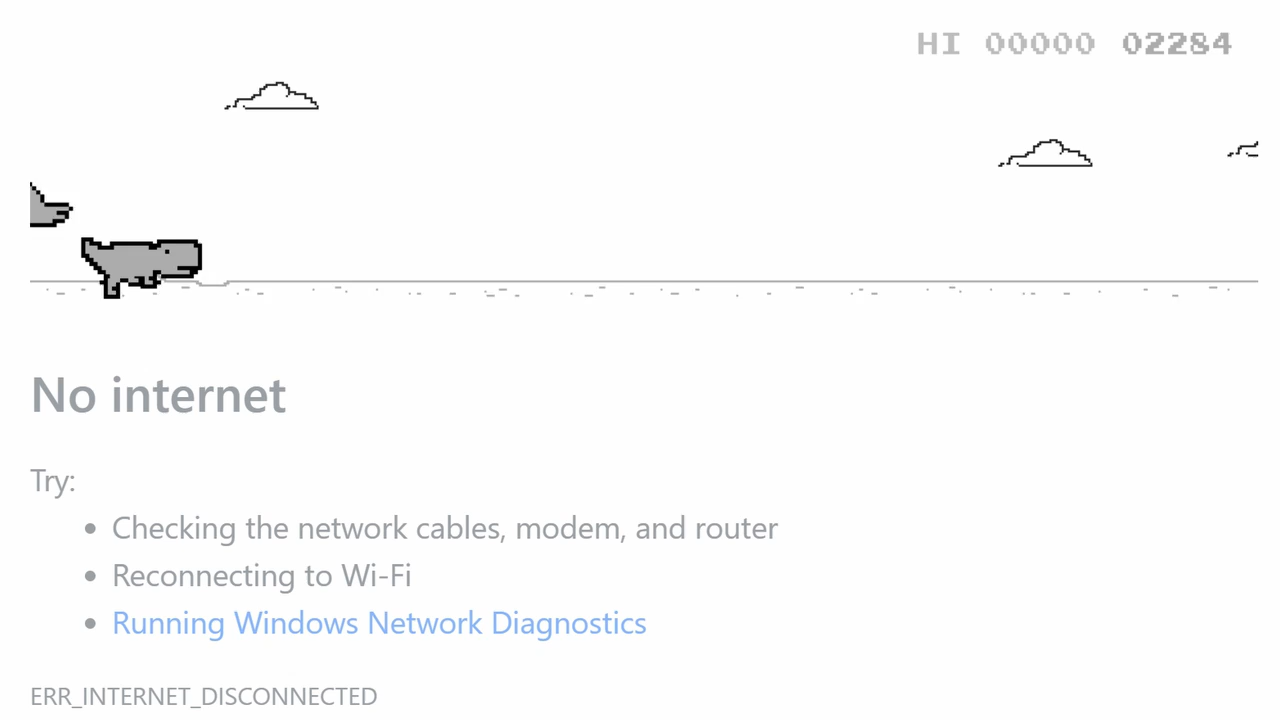 HI 00000 02284
No internet
Try:
Checking the network cables, modem, and router
Reconnecting to Wi-Fi
Running Windows Network Diagnostics
ERR_INTERNET_DISCONNECTED